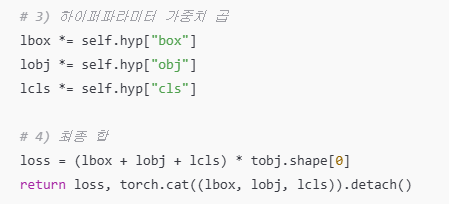 # 3) 하이퍼파라미터 가중치 곱
lbox *= self.hyp["box"]
lobj *= self.hyp["obj"]
lcls *= self.hyp["cls"]
# 4) 최종 합
loss = (lbox + lobj + lcls) * tobj.shape[0]
return loss, torch.cat((lbox, lobj, lcls)).detach()